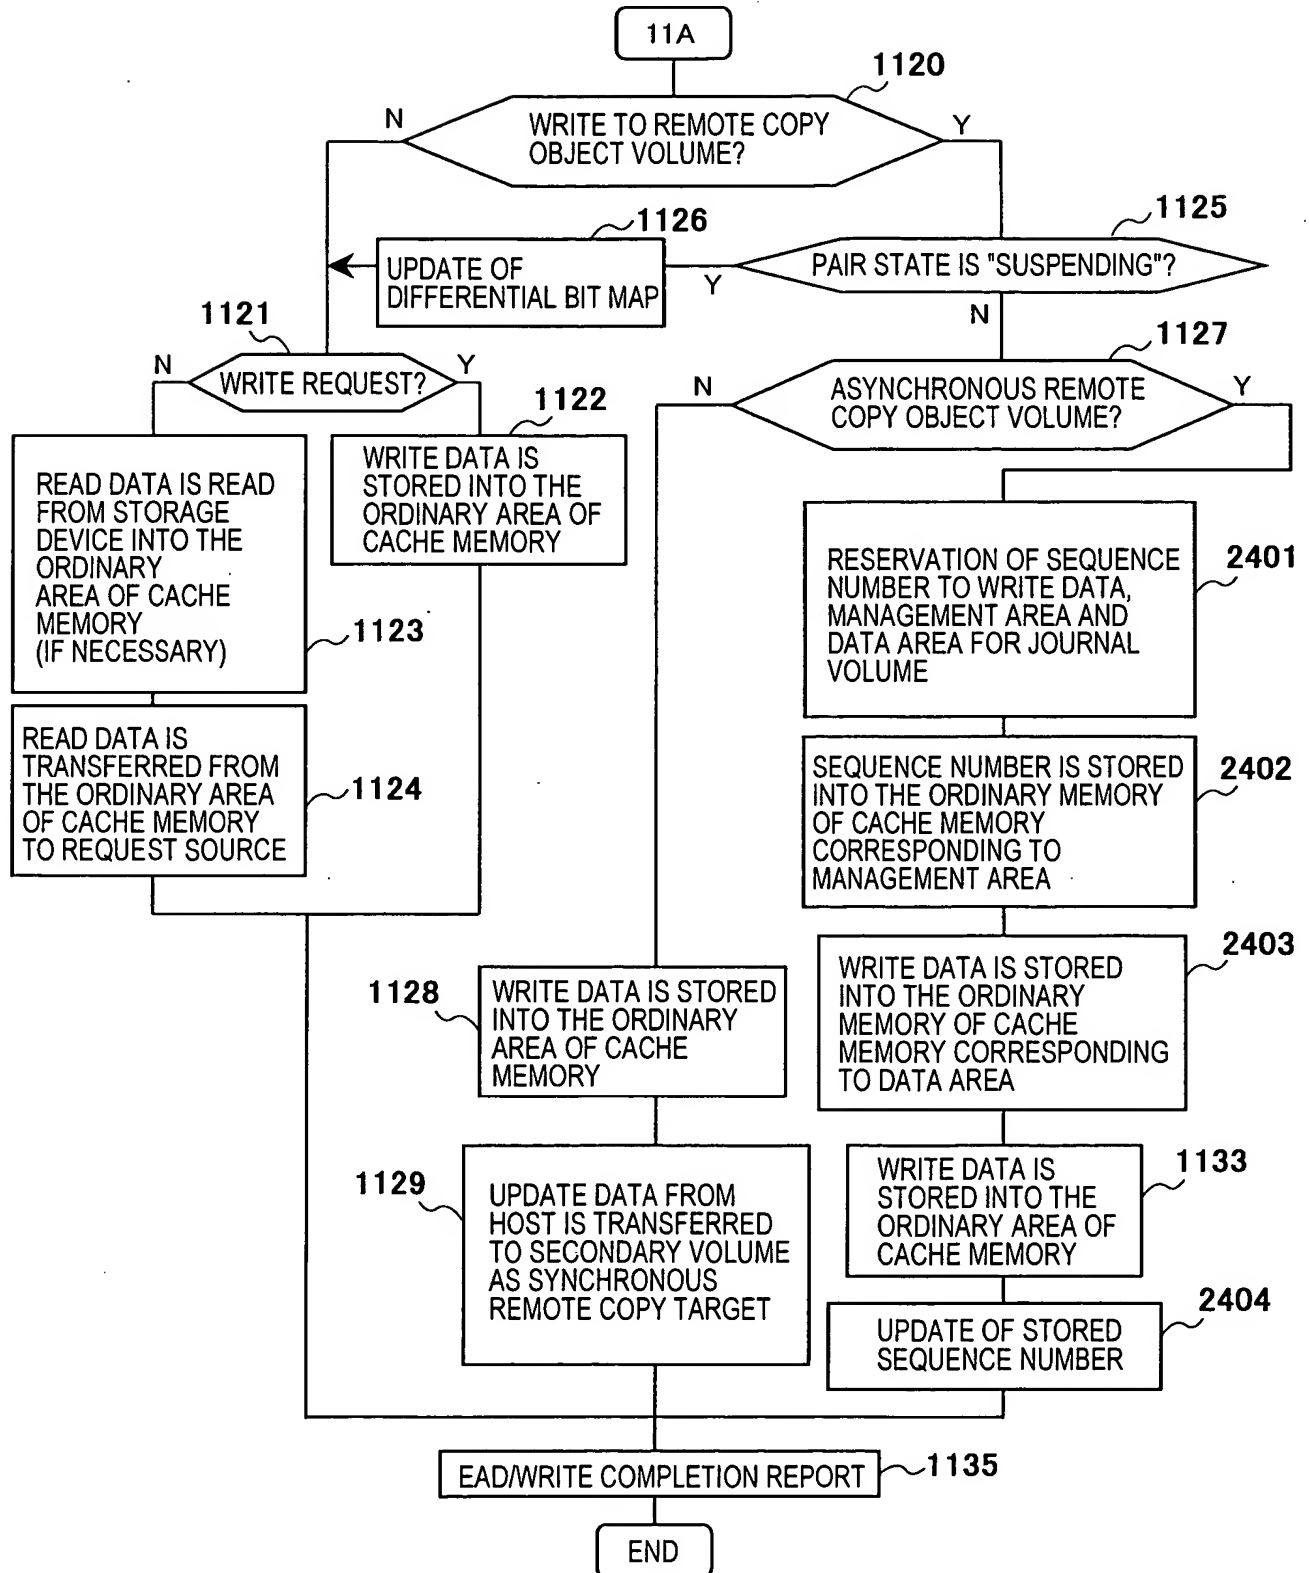 11A
1120
N
WRITE TO REMOTE COPY
OBJECT VOLUME?
Y
1126
1125
UPDATE OF
DIFFERENTIAL BIT MAP
Y
PAIR STATE IS "SUSPENDING"?
N
1121
1127
N
WRITE REQUEST?
Y
N
ASYNCHRONOUS REMOTE
COPY OBJECT VOLUME?
Y
1122
WRITE DATA IS
STORED INTO THE
ORDINARY AREA OF
CACHE MEMORY
READ DATA IS READ
FROM STORAGE
DEVICE INTO THE
ORDINARY
AREA OF CACHE
MEMORY
(IF NECESSARY)
1123
RESERVATION OF SEQUENCE
NUMBER TO WRITE DATA,
MANAGEMENT AREA AND
DATA AREA FOR JOURNAL
VOLUME
2401
READ DATA IS
TRANSFERRED FROM
THE ORDINARY AREA
OF CACHE MEMORY
TO REQUEST SOURCE
1124
SEQUENCE NUMBER IS STORED
INTO THE ORDINARY MEMORY
OF CACHE MEMORY
CORRESPONDING TO
MANAGEMENT AREA
2402
2403
WRITE DATA IS STORED
INTO THE ORDINARY
MEMORY OF CACHE
MEMORY CORRESPONDING
TO DATA AREA
1128
WRITE DATA IS STORED
INTO THE ORDINARY
AREA OF CACHE
MEMORY
1129
UPDATE DATA FROM
HOST IS TRANSFERRED
TO SECONDARY VOLUME
AS SYNCHRONOUS
REMOTE COPY TARGET
1133
WRITE DATA IS
STORED INTO THE
ORDINARY AREA OF
CACHE MEMORY
2404
UPDATE OF STORED
SEQUENCE NUMBER
EAD/WRITE COMPLETION REPORT
1135
END